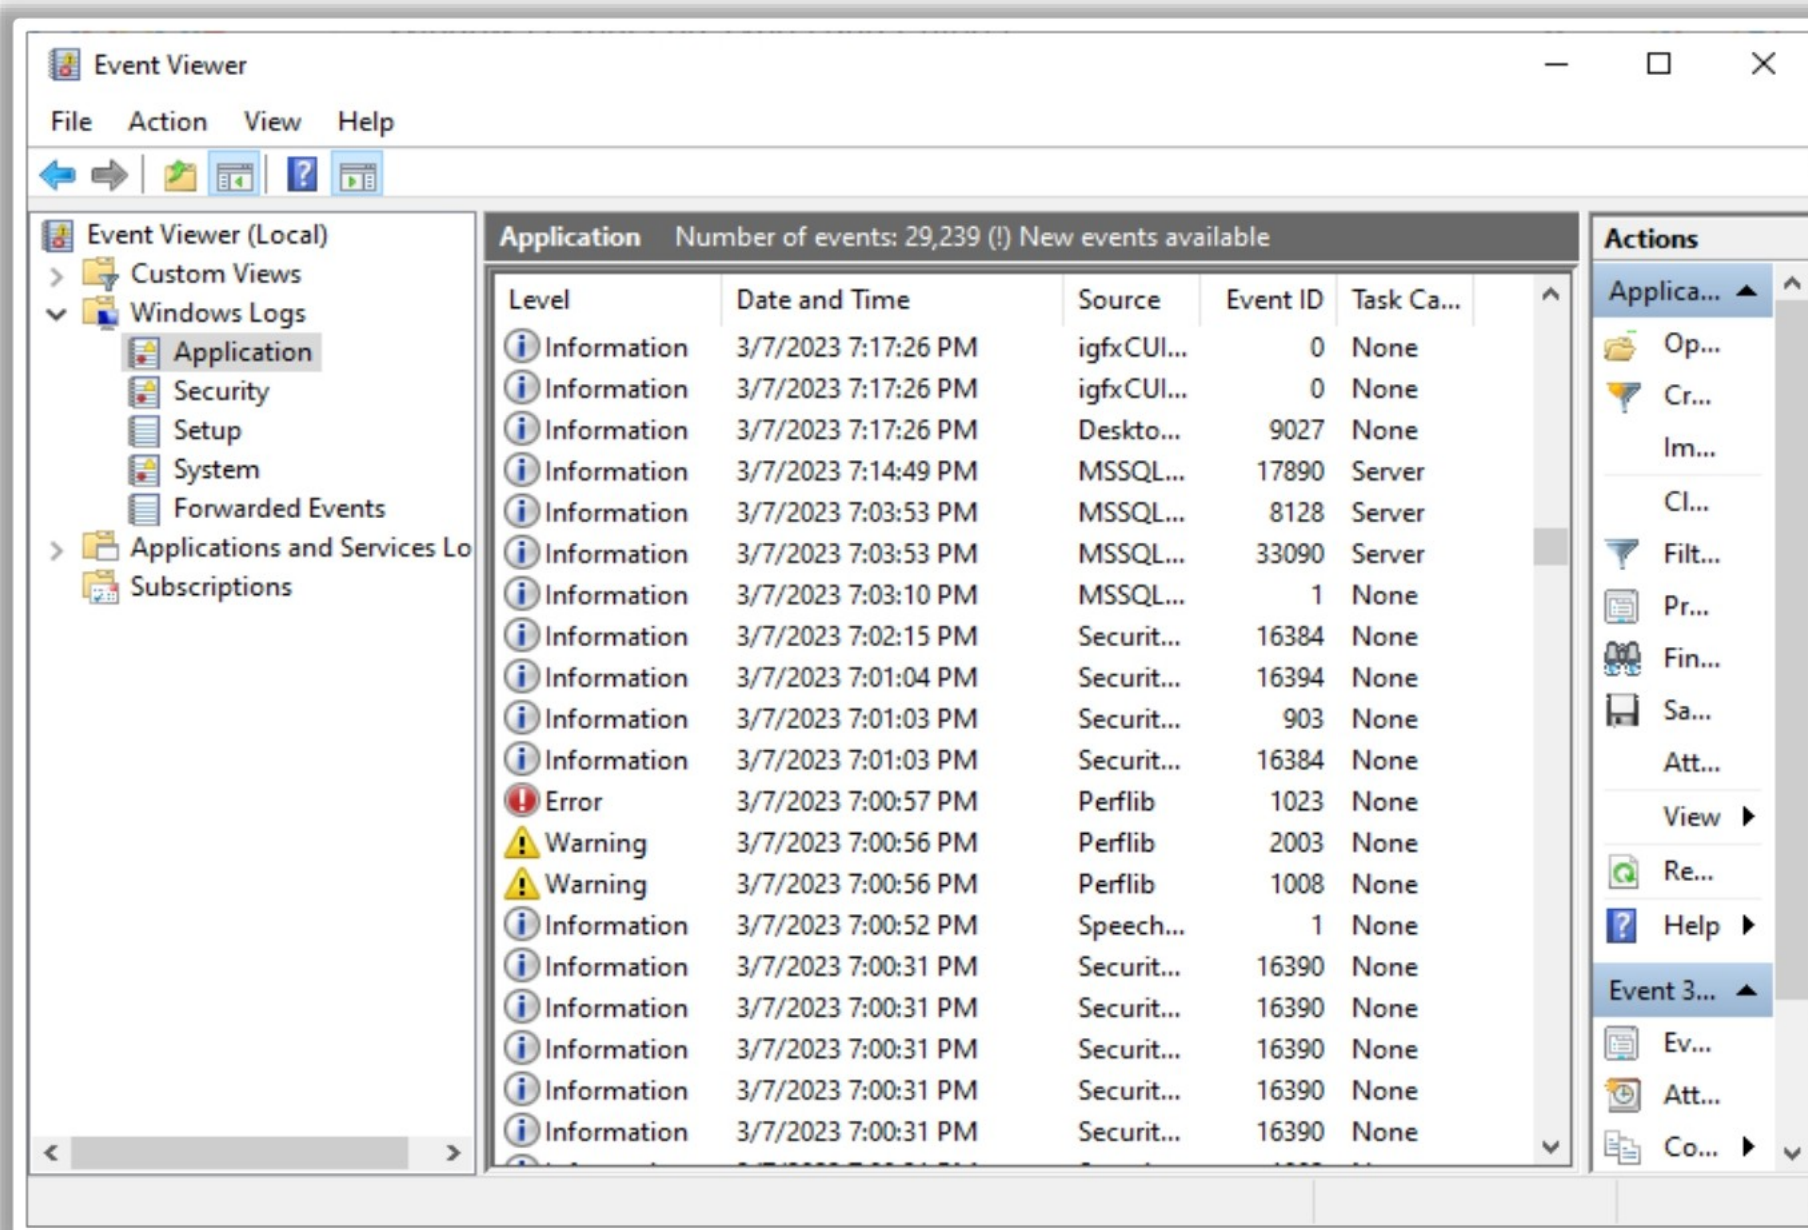 Event Viewer
File Action View Help
Event Viewer (Local)
Custom Views
Windows Logs
Application
Security
Setup
System
Forwarded Events
Applications and Services Lo
Subscriptions
Application Number of events: 29,239 (!) New events available
Level Date and Time Source Event ID Task Ca...
Information 3/7/2023 7:17:26 PM igfxCUI... 0 None
Information 3/7/2023 7:17:26 PM igfxCUI... 0 None
Information 3/7/2023 7:17:26 PM Deskto... 9027 None
Information 3/7/2023 7:14:49 PM MSSQL... 17890 Server
Information 3/7/2023 7:03:53 PM MSSQL... 8128 Server
Information 3/7/2023 7:03:53 PM MSSQL... 33090 Server
Information 3/7/2023 7:03:10 PM MSSQL... 1 None
Information 3/7/2023 7:02:15 PM Securit... 16384 None
Information 3/7/2023 7:01:04 PM Securit... 16394 None
Information 3/7/2023 7:01:03 PM Securit... 903 None
Information 3/7/2023 7:01:03 PM Securit... 16384 None
Error 3/7/2023 7:00:57 PM Perflib 1023 None
Warning 3/7/2023 7:00:56 PM Perflib 2003 None
Warning 3/7/2023 7:00:56 PM Perflib 1008 None
Information 3/7/2023 7:00:52 PM Speech... 1 None
Information 3/7/2023 7:00:31 PM Securit... 16390 None
Information 3/7/2023 7:00:31 PM Securit... 16390 None
Information 3/7/2023 7:00:31 PM Securit... 16390 None
Information 3/7/2023 7:00:31 PM Securit... 16390 None
Information 3/7/2023 7:00:31 PM Securit... 16390 None
Actions
Applica...
Op...
Cr...
Im...
Cl...
Filt...
Pr...
Fin...
Sa...
Att...
View
Re...
Help
Event 3...
Ev...
Att...
Co...